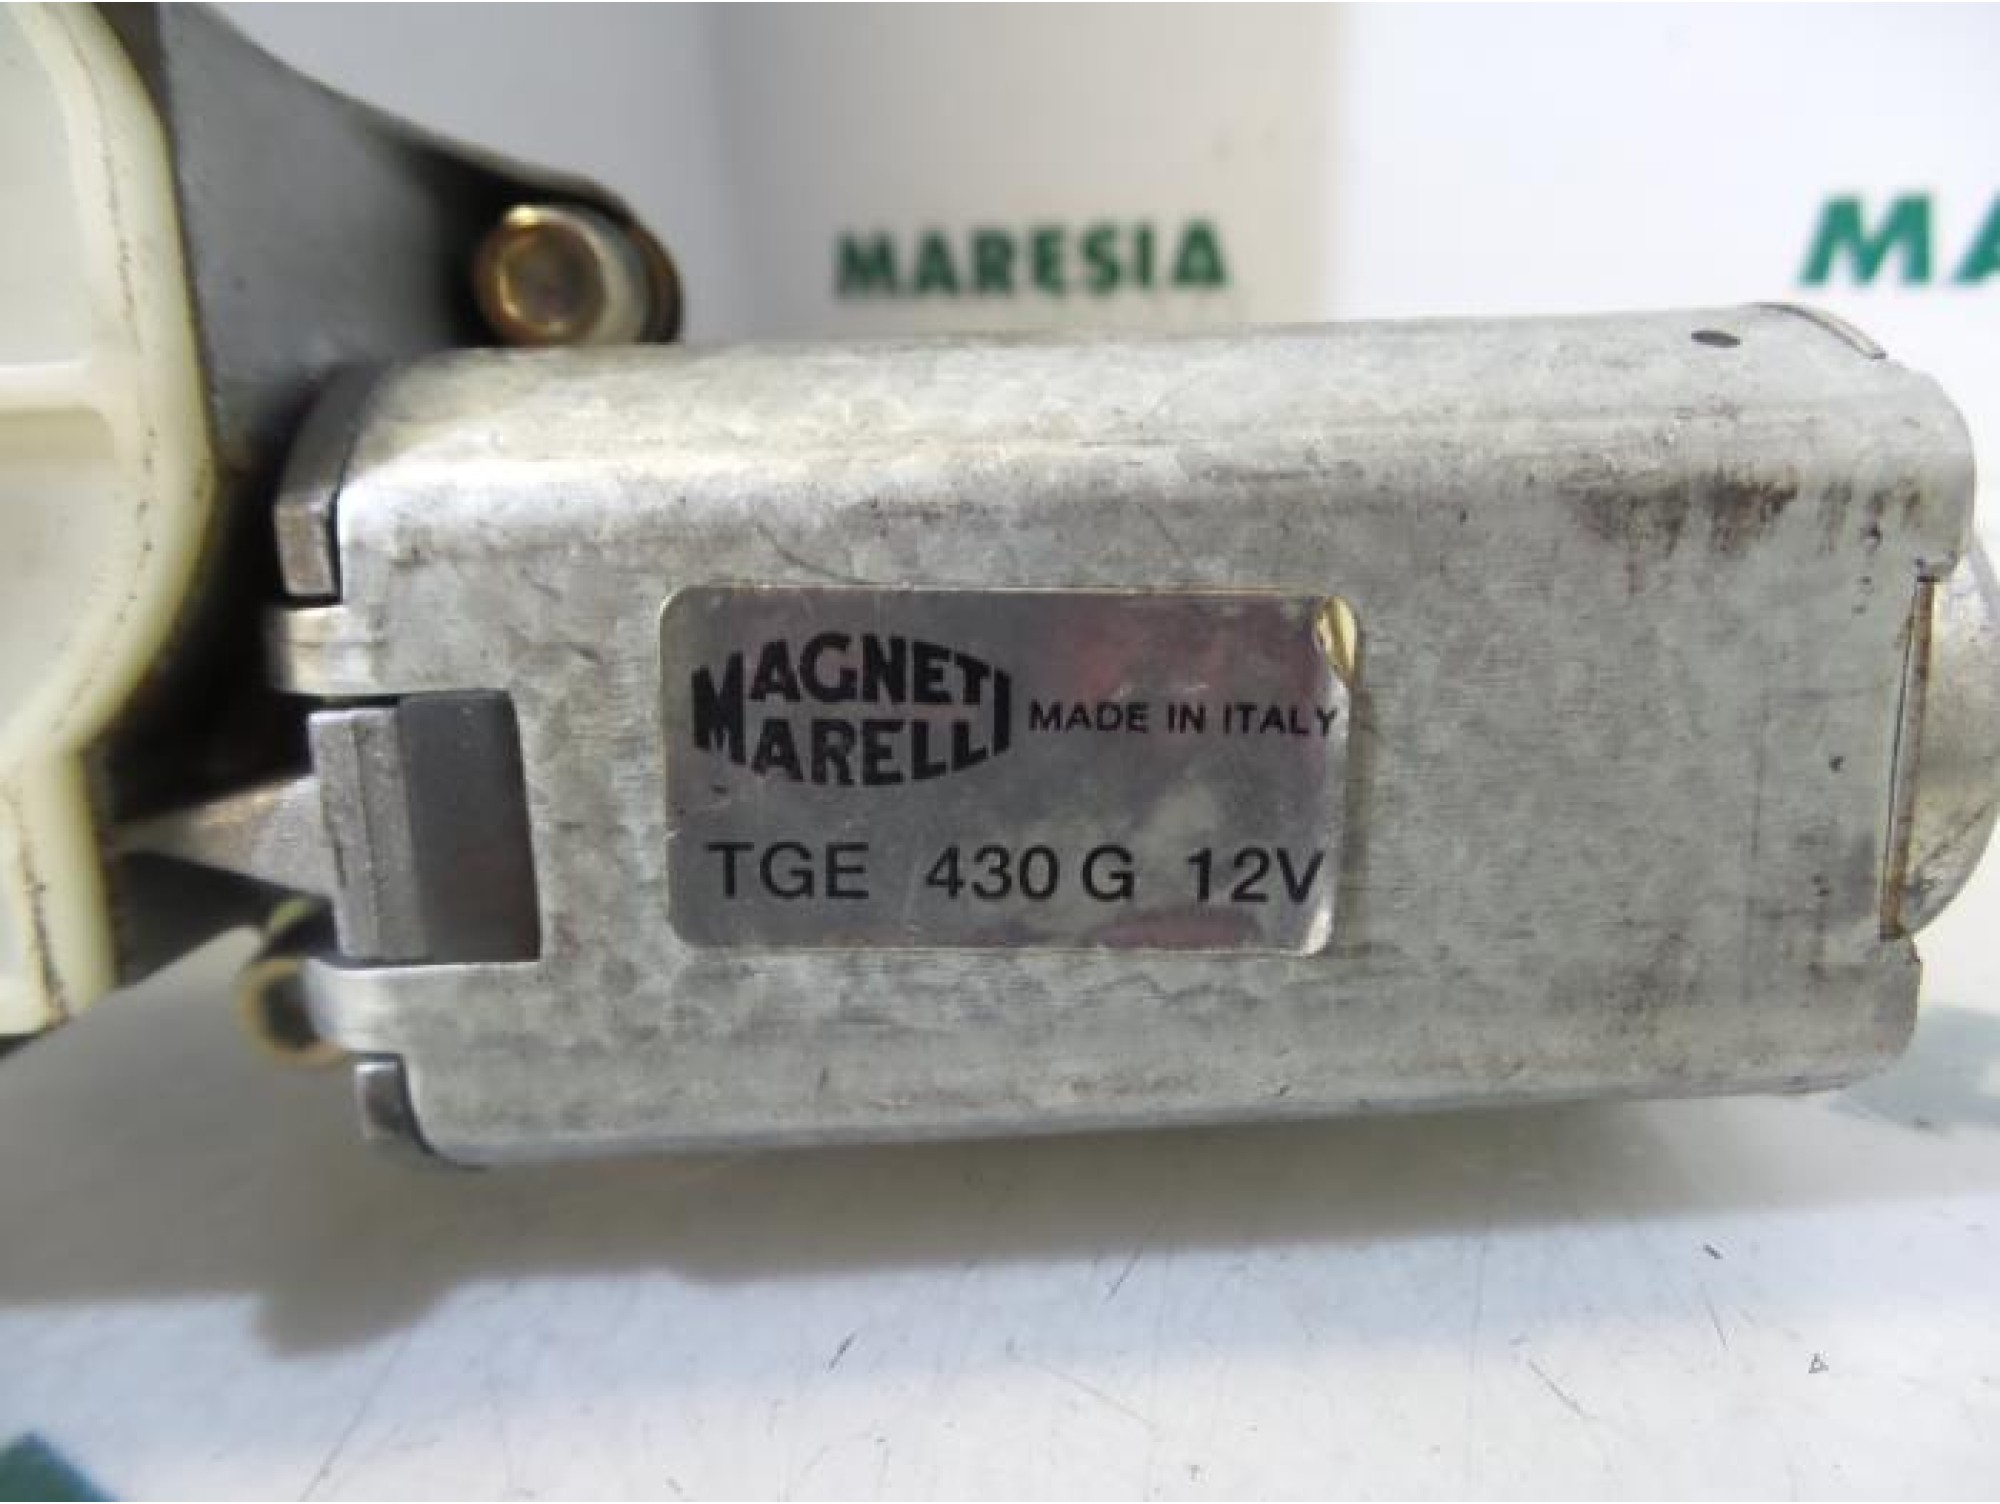 MARESIA
MA
MAGNETI
MARELLI
MADE IN ITALY
TGE 430 G 12V